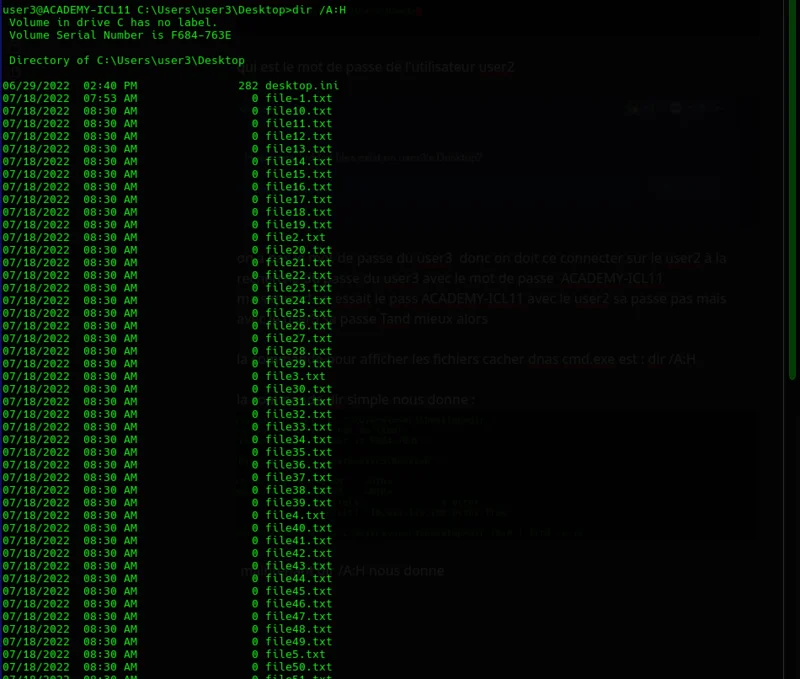 user3@ACADEMY-ICL11 C:\Users\user3\Desktop>dir /A:H
Volume in drive C has no label.
Volume Serial Number is F684-763E
Directory of C:\Users\user3\Desktop
qui est le mot de passe de l'utilisateur user2
06/29/2022 02:40 PM 282 desktop.ini
07/18/2022 07:53 AM 0 file-1.txt
07/18/2022 08:30 AM 0 file10.txt
07/18/2022 08:30 AM 0 file11.txt
07/18/2022 08:30 AM 0 file12.txt
07/18/2022 08:30 AM 0 file13.txt
07/18/2022 08:30 AM 0 file14.txt
07/18/2022 08:30 AM 0 file15.txt
07/18/2022 08:30 AM 0 file16.txt
07/18/2022 08:30 AM 0 file17.txt
07/18/2022 08:30 AM 0 file18.txt
07/18/2022 08:30 AM 0 file19.txt
07/18/2022 08:30 AM 0 file2.txt
07/18/2022 08:30 AM 0 file20.txt
07/18/2022 08:30 AM 0 file21.txt
de passe du user3 donc on doit ce connecter sur le user2 à la
07/18/2022 08:30 AM 0 file22.txt
passe du user3 avec le mot de passe ACADEMY-ICL11
07/18/2022 08:30 AM 0 file23.txt
07/18/2022 08:30 AM 0 file24.txt
essait le pass ACADEMY-ICL11 avec le user2 sa passe pas mais
07/18/2022 08:30 AM 0 file25.txt
07/18/2022 08:30 AM 0 file26.txt
passe Tand mieux alors
07/18/2022 08:30 AM 0 file27.txt
07/18/2022 08:30 AM 0 file28.txt
07/18/2022 08:30 AM 0 file29.txt
la pour afficher les fichiers cacher dnas cmd.exe est : dir /A:H
07/18/2022 08:30 AM 0 file3.txt
07/18/2022 08:30 AM 0 file30.txt
07/18/2022 08:30 AM 0 file31.txt
la simple nous donne :
07/18/2022 08:30 AM 0 file32.txt
07/18/2022 08:30 AM 0 file33.txt
07/18/2022 08:30 AM 0 file34.txt
07/18/2022 08:30 AM 0 file35.txt
07/18/2022 08:30 AM 0 file36.txt
07/18/2022 08:30 AM 0 file37.txt
07/18/2022 08:30 AM 0 file38.txt
07/18/2022 08:30 AM 0 file39.txt
07/18/2022 08:30 AM 0 file4.txt
07/18/2022 08:30 AM 0 file40.txt
07/18/2022 08:30 AM 0 file41.txt
07/18/2022 08:30 AM 0 file42.txt
07/18/2022 08:30 AM 0 file43.txt
/A:H nous donne
07/18/2022 08:30 AM 0 file44.txt
07/18/2022 08:30 AM 0 file45.txt
07/18/2022 08:30 AM 0 file46.txt
07/18/2022 08:30 AM 0 file47.txt
07/18/2022 08:30 AM 0 file48.txt
07/18/2022 08:30 AM 0 file49.txt
07/18/2022 08:30 AM 0 file5.txt
07/18/2022 08:30 AM 0 file50.txt